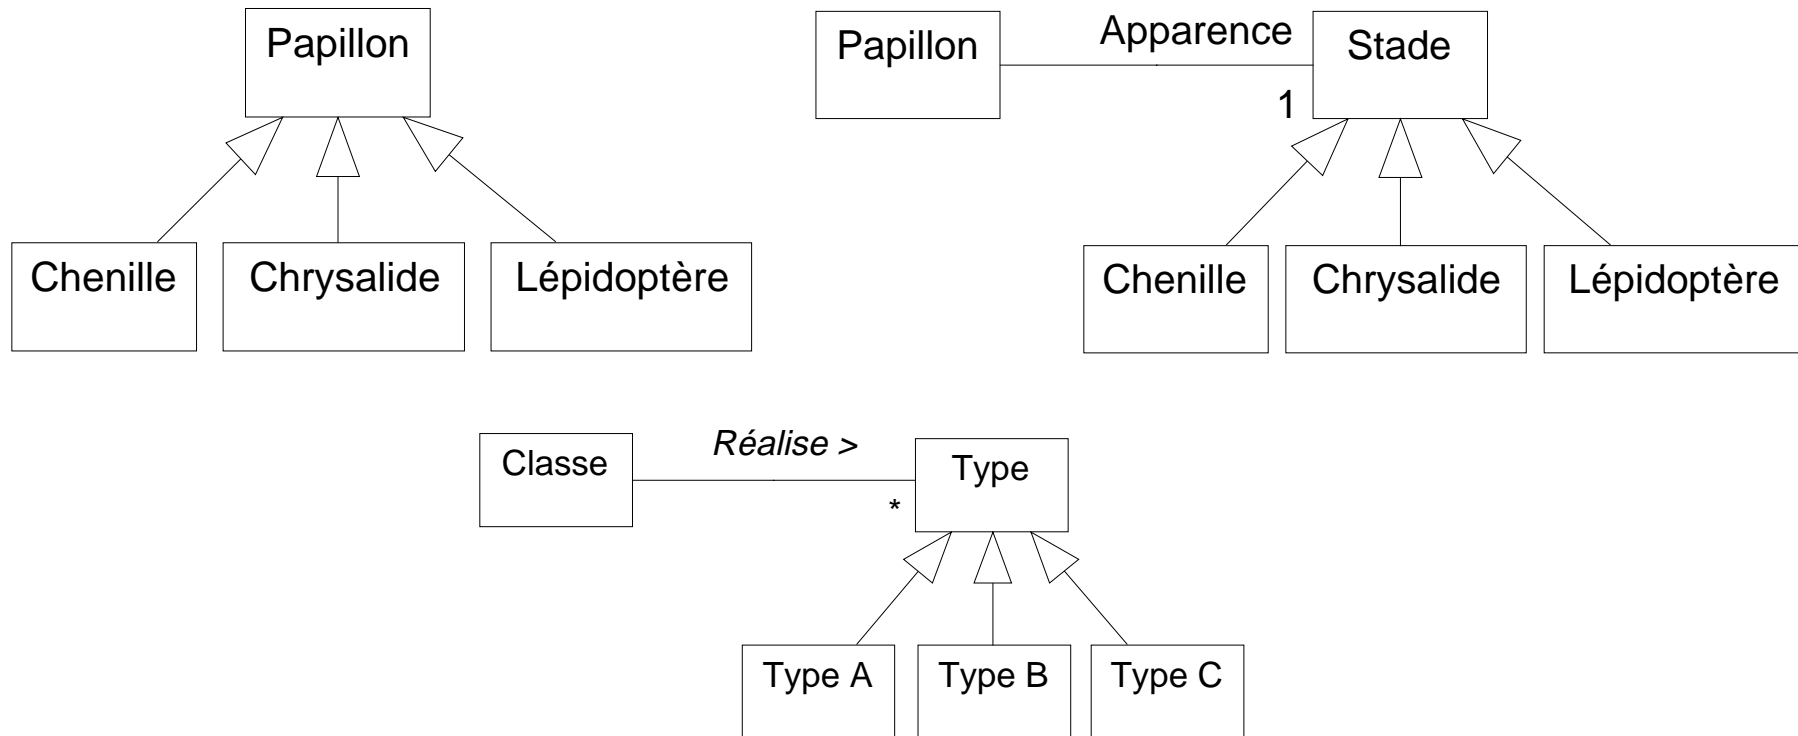 Papillon
Chenille
Chrysalide
Lépidoptère
Papillon
Apparence
Stade
1
Chenille
Chrysalide
Lépidoptère
Classe
Réalise >
Type
*
Type A
Type B
Type C